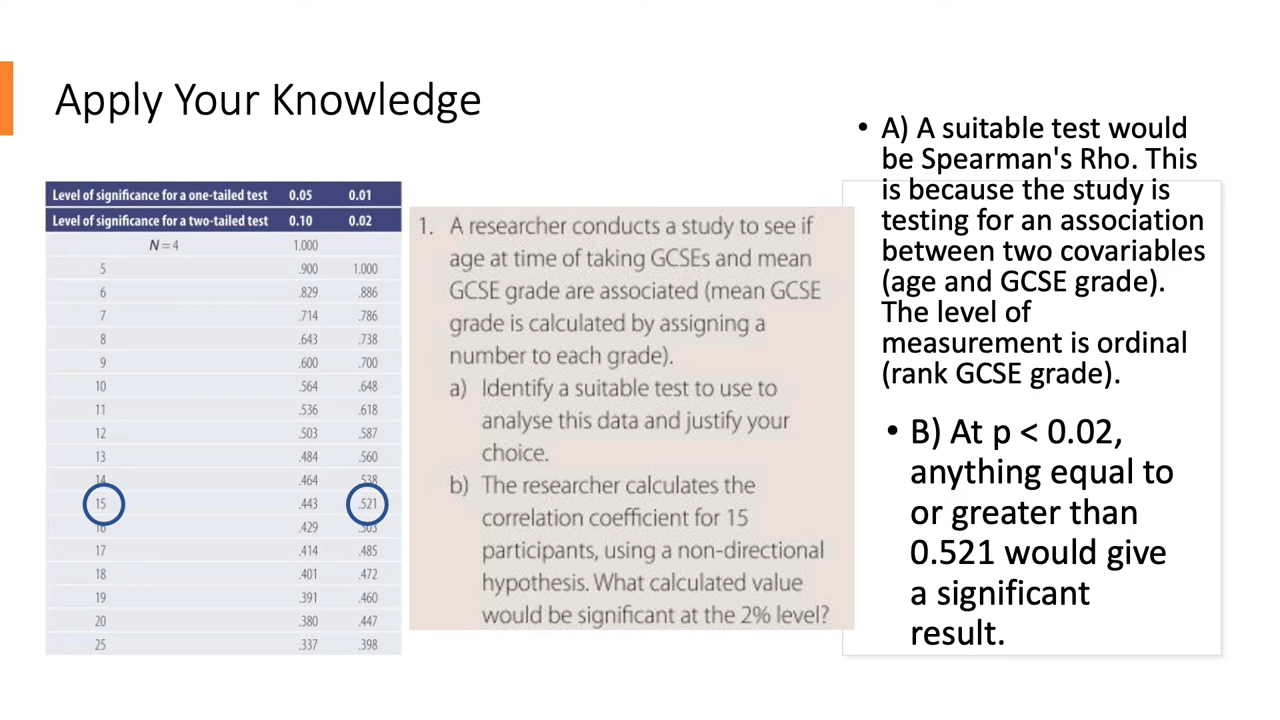 Apply Your Knowledge
Level of significance for a one-tailed test 0.05 0.01
Level of significance for a two-tailed test 0.10 0.02
N = 4 1.000
5 .900 1.000
6 .829 .886
7 .714 .786
8 .643 .738
9 .600 .700
10 .564 .648
11 .536 .618
12 .503 .587
13 .484 .560
14 .464 .538
15 .443 .521
16 .429 .503
17 .414 .485
18 .401 .472
19 .391 .460
20 .380 .447
25 .337 .398
1. A researcher conducts a study to see if
age at time of taking GCSEs and mean
GCSE grade are associated (mean GCSE
grade is calculated by assigning a
number to each grade).
a) Identify a suitable test to use to
analyse this data and justify your
choice.
b) The researcher calculates the
correlation coefficient for 15
participants, using a non-directional
hypothesis. What calculated value
would be significant at the 2% level?
• A) A suitable test would
be Spearman's Rho. This
is because the study is
testing for an association
between two covariables
(age and GCSE grade).
The level of
measurement is ordinal
(rank GCSE grade).
• B) At p < 0.02,
anything equal to
or greater than
0.521 would give
a significant
result.